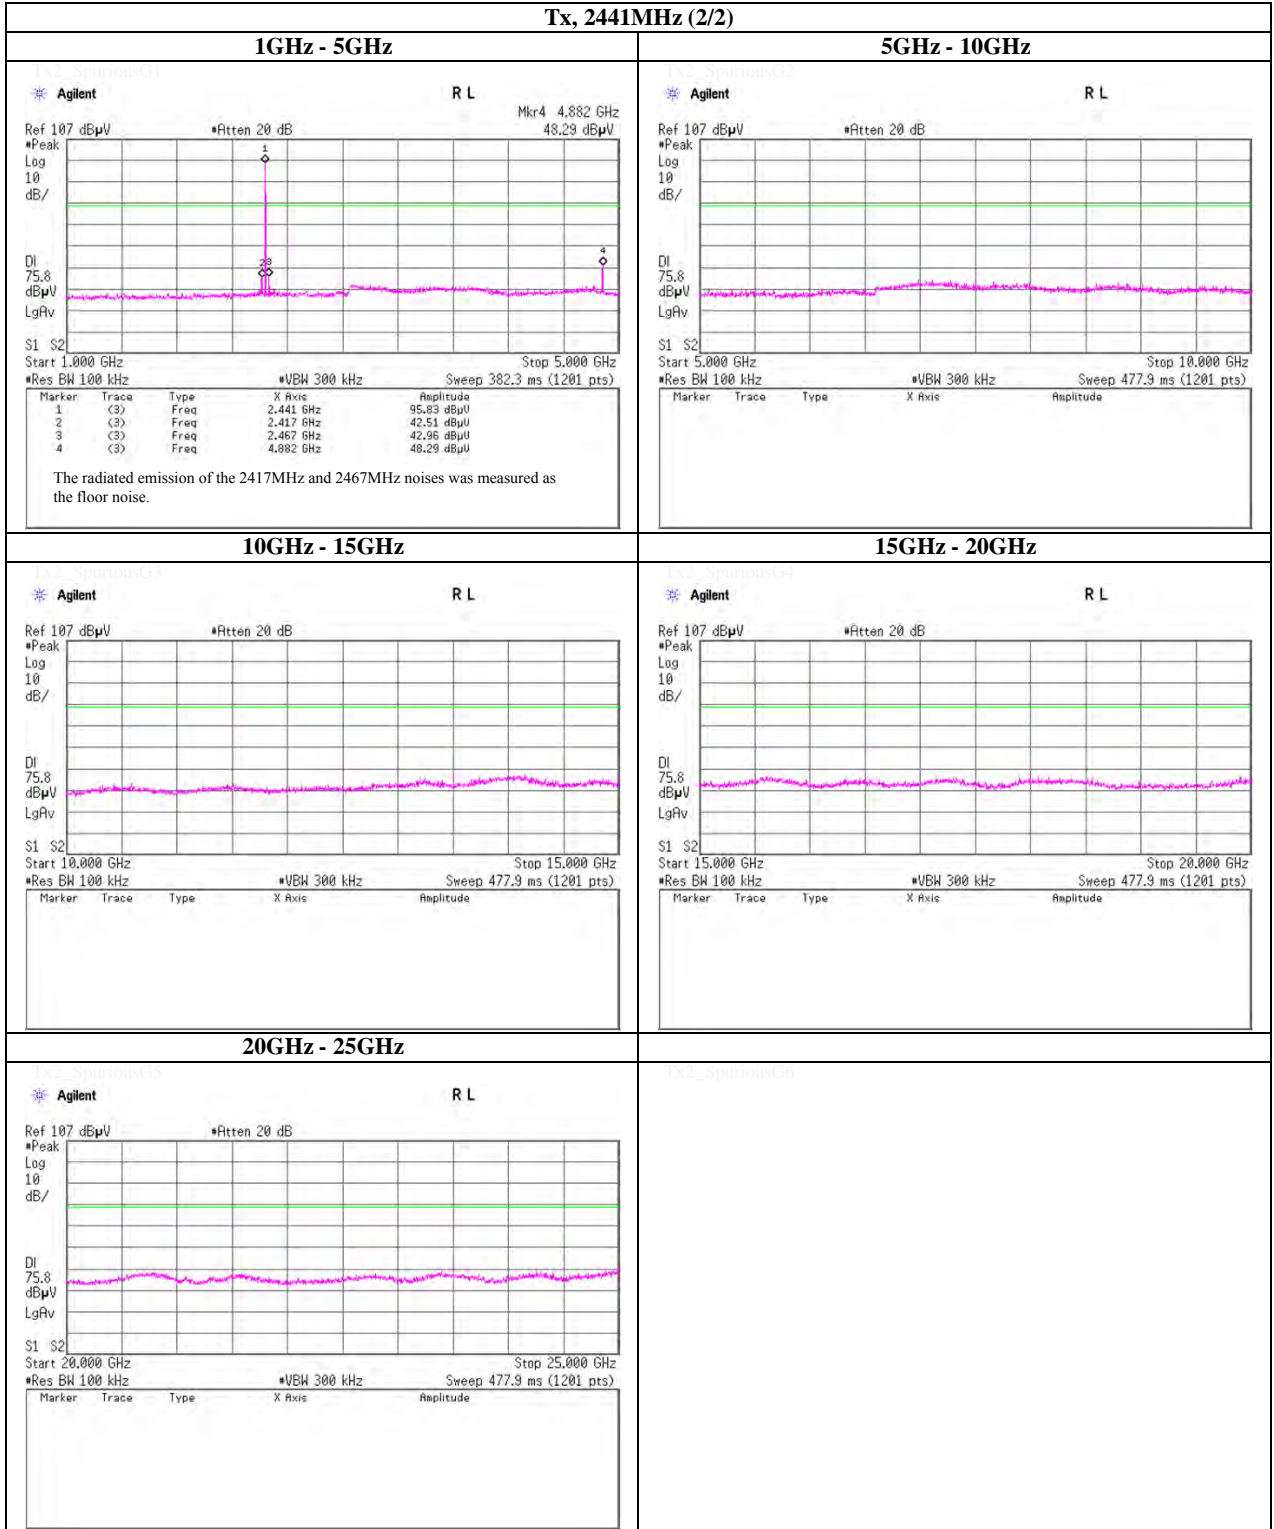 Tx, 2441MHz (2/2)
1GHz - 5GHz
Tx2_SpuriousG1
Agilent R L
Mkr4 4.882 GHz
Ref 107 dBµV #Atten 20 dB 48.29 dBµV
#Peak
Log
10
dB/
1
2 3
4
DI
75.8
dBµV
LgAv
S1 S2
Start 1.000 GHz Stop 5.000 GHz
#Res BW 100 kHz #VBW 300 kHz Sweep 382.3 ms (1201 pts)
Marker Trace Type X Axis Amplitude
1 (3) Freq 2.441 GHz 95.83 dBµV
2 (3) Freq 2.417 GHz 42.51 dBµV
3 (3) Freq 2.467 GHz 42.96 dBµV
4 (3) Freq 4.882 GHz 48.29 dBµV
The radiated emission of the 2417MHz and 2467MHz noises was measured as
the floor noise.
5GHz - 10GHz
Tx2_SpuriousG2
Agilent R L
Ref 107 dBµV #Atten 20 dB
#Peak
Log
10
dB/
DI
75.8
dBµV
LgAv
S1 S2
Start 5.000 GHz Stop 10.000 GHz
#Res BW 100 kHz #VBW 300 kHz Sweep 477.9 ms (1201 pts)
Marker Trace Type X Axis Amplitude
10GHz - 15GHz
Tx2_SpuriousG3
Agilent R L
Ref 107 dBµV #Atten 20 dB
#Peak
Log
10
dB/
DI
75.8
dBµV
LgAv
S1 S2
Start 10.000 GHz Stop 15.000 GHz
#Res BW 100 kHz #VBW 300 kHz Sweep 477.9 ms (1201 pts)
Marker Trace Type X Axis Amplitude
15GHz - 20GHz
Tx2_SpuriousG4
Agilent R L
Ref 107 dBµV #Atten 20 dB
#Peak
Log
10
dB/
DI
75.8
dBµV
LgAv
S1 S2
Start 15.000 GHz Stop 20.000 GHz
#Res BW 100 kHz #VBW 300 kHz Sweep 477.9 ms (1201 pts)
Marker Trace Type X Axis Amplitude
20GHz - 25GHz
Tx2_SpuriousG5
Agilent R L
Ref 107 dBµV #Atten 20 dB
#Peak
Log
10
dB/
DI
75.8
dBµV
LgAv
S1 S2
Start 20.000 GHz Stop 25.000 GHz
#Res BW 100 kHz #VBW 300 kHz Sweep 477.9 ms (1201 pts)
Marker Trace Type X Axis Amplitude
Tx2_SpuriousG6